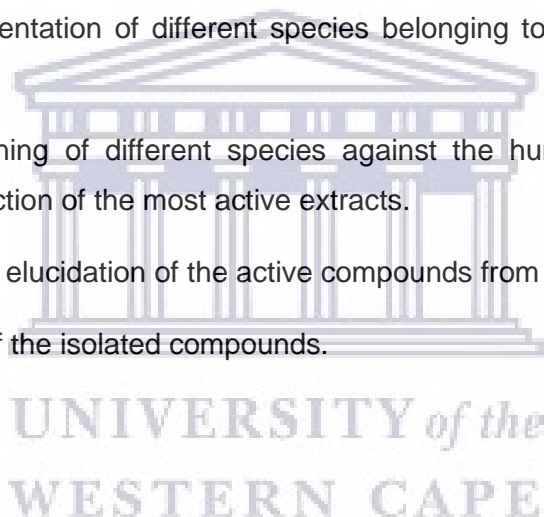 entation of different species belonging to
ning of different species against the hu
ction of the most active extracts.
elucidation of the active compounds from
f the isolated compounds.
UNIVERSITY of the
WESTERN CAPE